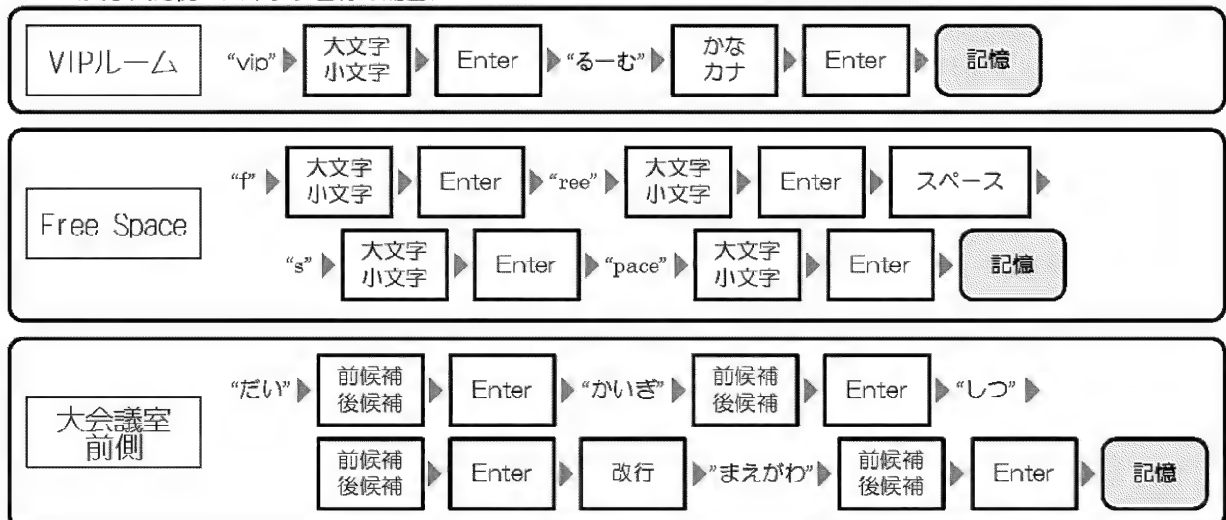 VIPルーム "vip" 大文字 小文字 Enter "るーむ" かな カナ Enter 記憶
Free Space
"f" 大文字 小文字 Enter "ree" 大文字 小文字 Enter スペース
"s" 大文字 小文字 Enter "pace" 大文字 小文字 Enter 記憶
大会議室
前側
"だい" 前候補 後候補 Enter "かいぎ" 前候補 後候補 Enter "しつ"
前候補 後候補 Enter 改行 "まえがわ" 前候補 後候補 Enter 記憶